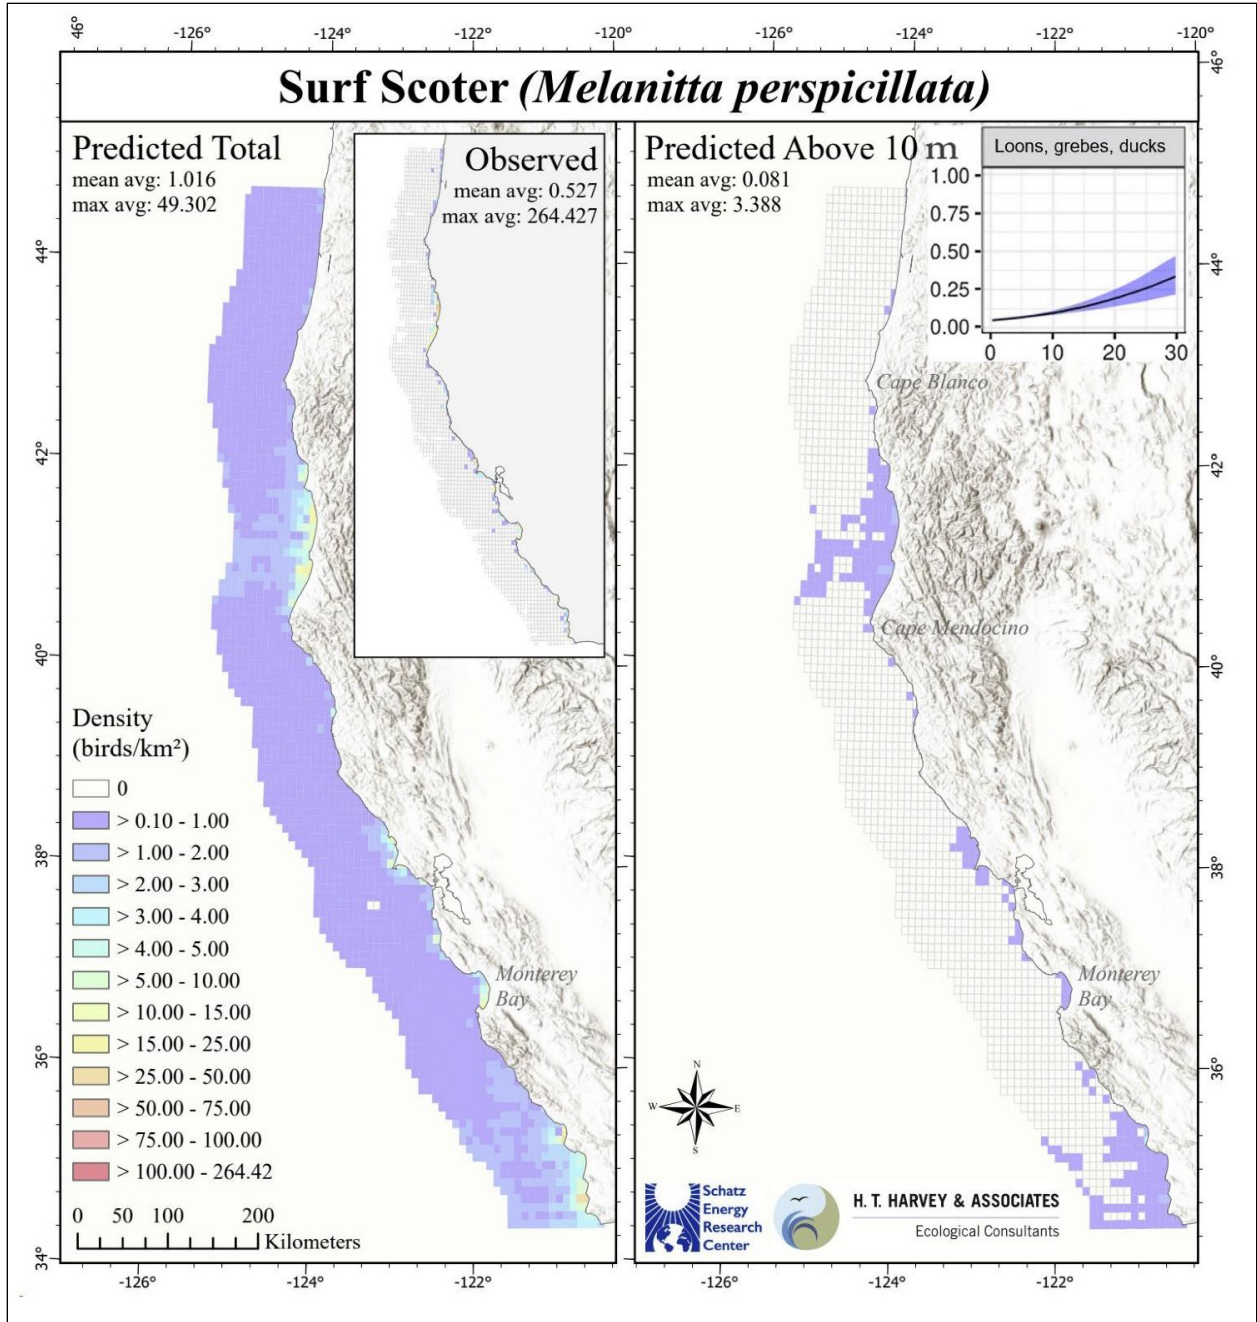 46°
-126°
-124°
-122°
-120°
-126°
-124°
-122°
-120°
46°
Surf Scoter (Melanitta perspicillata)
Predicted Total
mean avg: 1.016
max avg: 49.302
Observed
mean avg: 0.527
max avg: 264.427
Predicted Above 10 m
mean avg: 0.081
max avg: 3.388
Loons, grebes, ducks
1.00
0.75
0.50
0.25
0.00
0
10
20
30
44°
44°
Cape Blanco
42°
42°
Cape Mendocino
40°
40°
Density
(birds/km²)
0
> 0.10 - 1.00
> 1.00 - 2.00
> 2.00 - 3.00
> 3.00 - 4.00
> 4.00 - 5.00
> 5.00 - 10.00
> 10.00 - 15.00
> 15.00 - 25.00
> 25.00 - 50.00
> 50.00 - 75.00
> 75.00 - 100.00
> 100.00 - 264.42
38°
38°
Monterey
Bay
Monterey
Bay
36°
36°
N
W
E
S
Schatz
Energy
Research
Center
H. T. HARVEY & ASSOCIATES
Ecological Consultants
0 50 100 200
Kilometers
34°
-126°
-124°
-122°
-126°
-124°
-122°